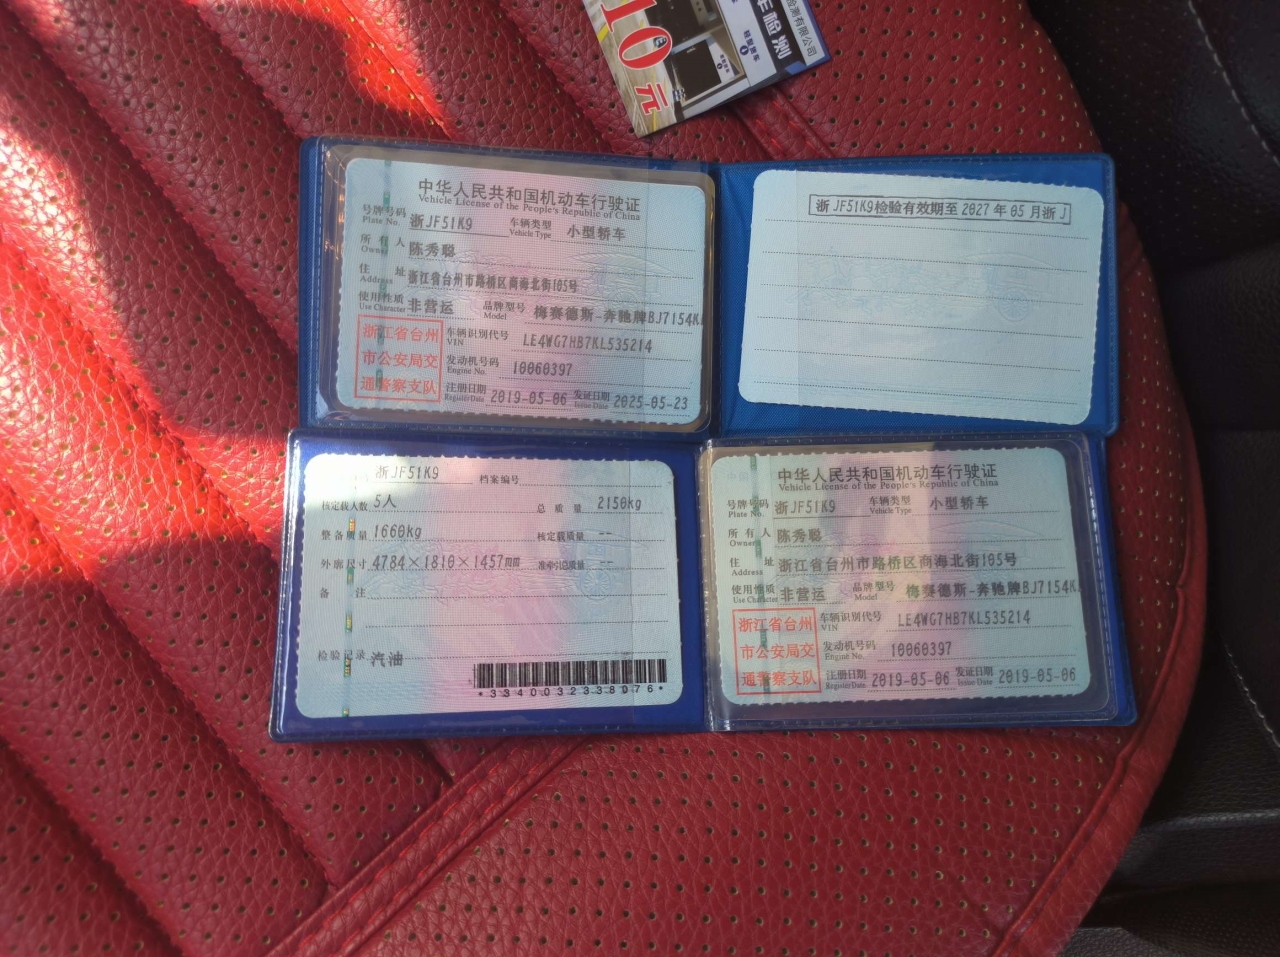 10元
车检测
检测有限公司
中华人民共和国机动车行驶证
Vehicle License of the People's Republic of China
号牌号码 浙JF51K9 车辆类型 小型轿车
Plate No. Vehicle Type
所有人 陈秀聪
Owner
住址 浙江省台州市路桥区商海北街105号
Address
使用性质 非营运 品牌型号 梅赛德斯-奔驰牌BJ7154K
Use Character Model
浙江省台州
市公安局交
通警察支队
车辆识别代号 LE4WG7HB7KL535214
VIN
发动机号码 10060397
Engine No.
注册日期 2019-05-06 发证日期 2025-05-23
Register Date Issue Date
浙JF51K9检验有效期至2027年05月浙J
浙JF51K9 档案编号
核定载人数 5人 总质量 2150kg
整备质量 1660kg 核定载质量 --
外廓尺寸 4784×1810×1457mm 准牵引总质量 --
备注
检验记录 汽油
*3340032338076*
中华人民共和国机动车行驶证
Vehicle License of the People's Republic of China
号牌号码 浙JF51K9 车辆类型 小型轿车
Plate No. Vehicle Type
所有人 陈秀聪
Owner
住址 浙江省台州市路桥区商海北街105号
Address
使用性质 非营运 品牌型号 梅赛德斯-奔驰牌BJ7154K
Use Character Model
浙江省台州
市公安局交
通警察支队
车辆识别代号 LE4WG7HB7KL535214
VIN
发动机号码 10060397
Engine No.
注册日期 2019-05-06 发证日期 2019-05-06
Register Date Issue Date